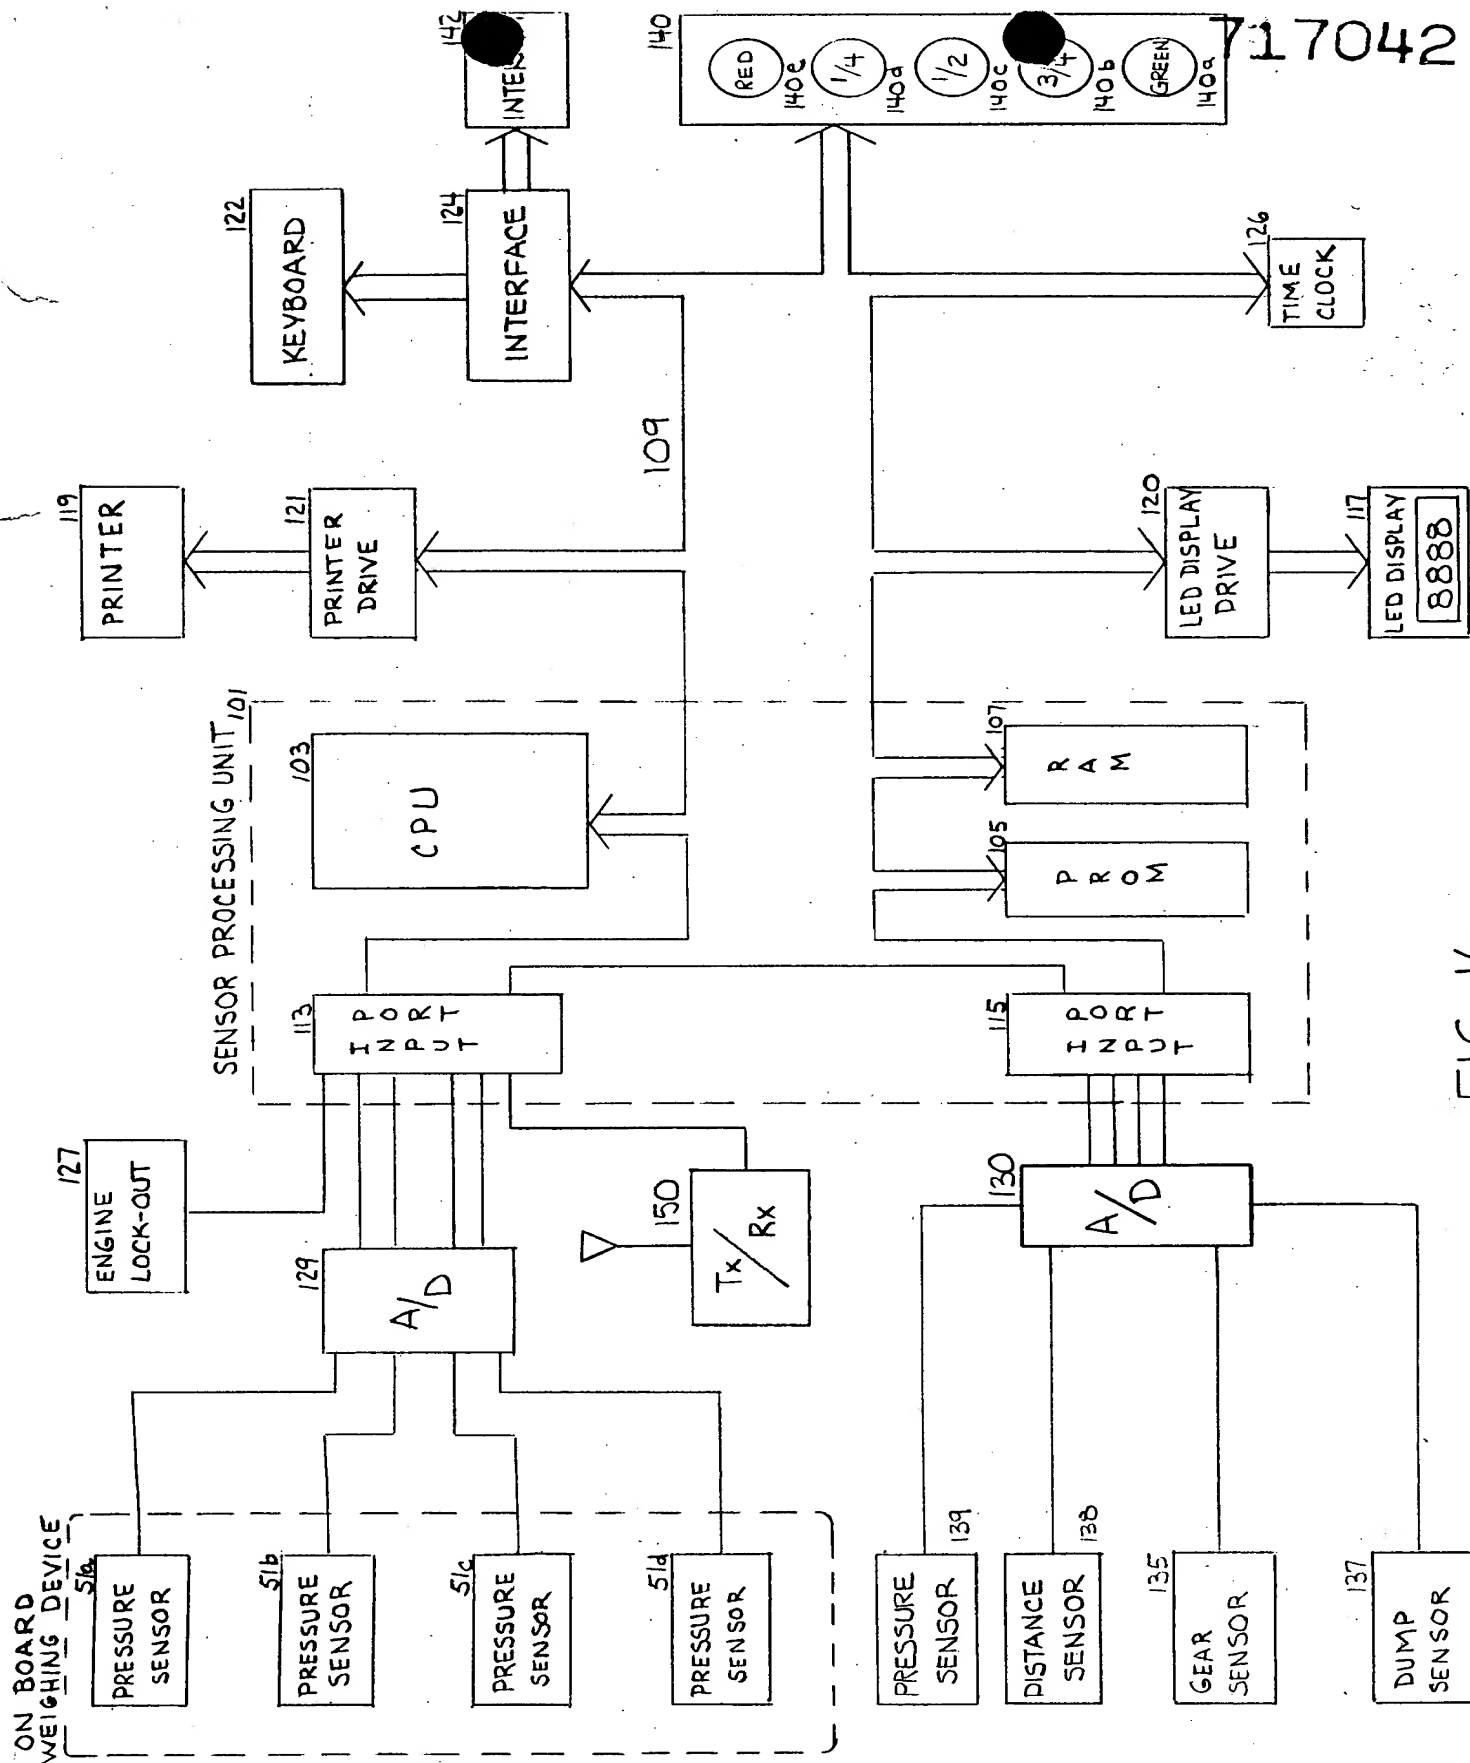 717042
ON BOARD
WEIGHING DEVICE
51a
PRESSURE
SENSOR
51b
PRESSURE
SENSOR
51c
PRESSURE
SENSOR
51d
PRESSURE
SENSOR
139
PRESSURE
SENSOR
138
DISTANCE
SENSOR
135
GEAR
SENSOR
137
DUMP
SENSOR
127
ENGINE
LOCK-OUT
129
A/D
150
Tx/Rx
130
A/D
SENSOR PROCESSING UNIT 101
113
INPUT
PORT
115
INPUT
PORT
103
CPU
105
PROM
107
RAM
119
PRINTER
121
PRINTER
DRIVE
109
120
LED DISPLAY
DRIVE
117
LED DISPLAY
8888
122
KEYBOARD
124
INTERFACE
126
TIME
CLOCK
142
140
RED
140e
1/4
140d
1/2
140c
3/4
140b
GREEN
140a